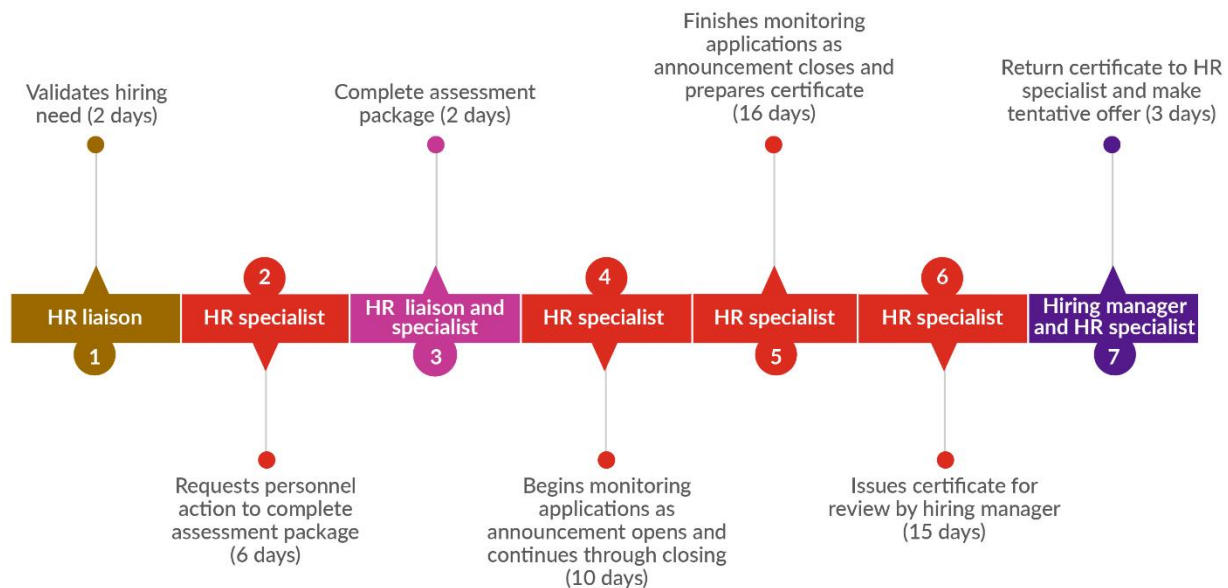 Validates hiring
need (2 days)
Complete assessment
package (2 days)
Finishes monitoring
applications as
announcement closes and
prepares certificate
(16 days)
Return certificate to HR
specialist and make
tentative offer (3 days)
HR liaison
1
2
HR specialist
HR liaison and
specialist
3
4
HR specialist
HR specialist
5
6
HR specialist
Hiring manager
and HR specialist
7
Requests personnel
action to complete
assessment package
(6 days)
Begins monitoring
applications as
announcement opens and
continues through closing
(10 days)
Issues certificate for
review by hiring manager
(15 days)